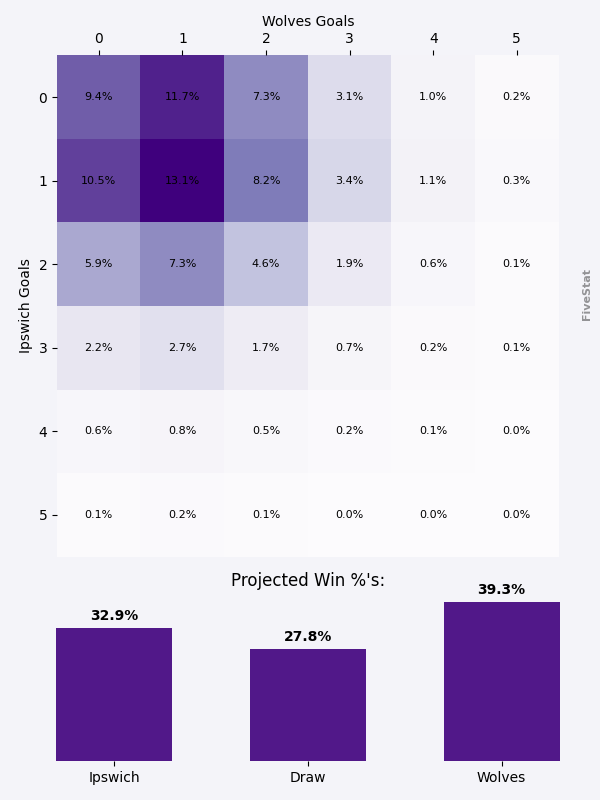 Wolves Goals
0 1 2 3 4 5
0 9.4% 11.7% 7.3% 3.1% 1.0% 0.2%
1 10.5% 13.1% 8.2% 3.4% 1.1% 0.3%
2 5.9% 7.3% 4.6% 1.9% 0.6% 0.1%
3 2.2% 2.7% 1.7% 0.7% 0.2% 0.1%
4 0.6% 0.8% 0.5% 0.2% 0.1% 0.0%
5 0.1% 0.2% 0.1% 0.0% 0.0% 0.0%
Ipswich Goals
FiveStat
Projected Win %'s:
32.9% 27.8% 39.3%
Ipswich Draw Wolves